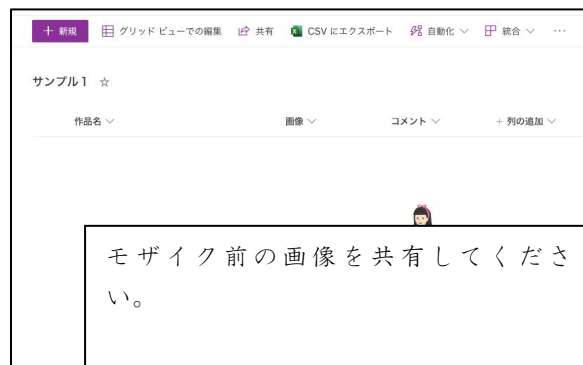 ＋ 新規 グリッド ビューでの編集 共有 CSV にエクスポート 自動化 統合 …
サンプル１ ☆
作品名 画像 コメント ＋ 列の追加
モザイク前の画像を共有してくださ
い。